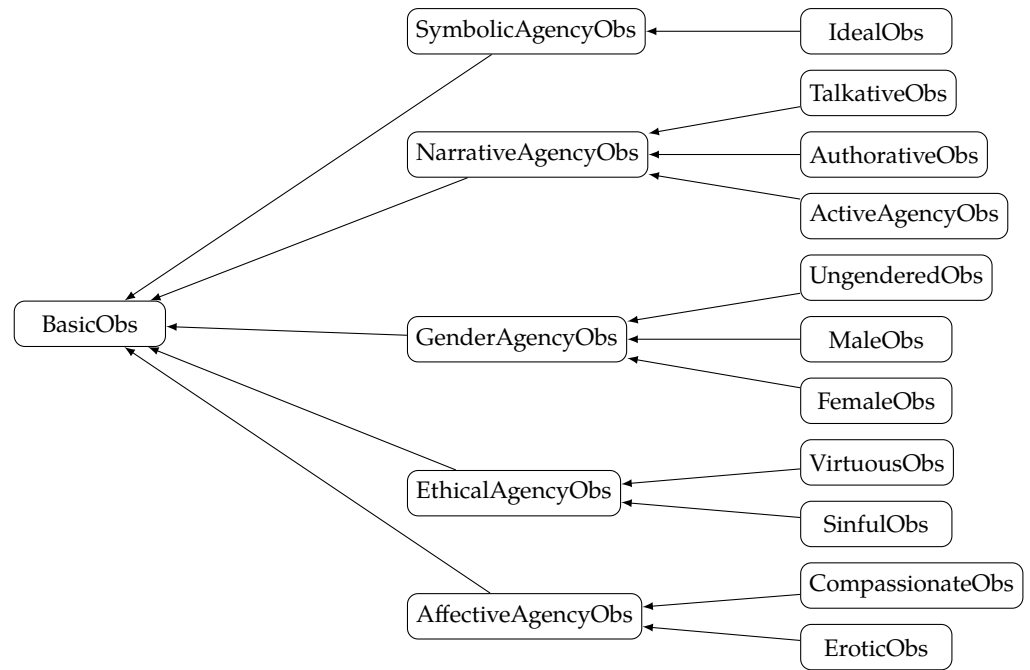 SymbolicAgencyObs
IdealObs
TalkativeObs
NarrativeAgencyObs
AuthorativeObs
ActiveAgencyObs
UngenderedObs
BasicObs
GenderAgencyObs
MaleObs
FemaleObs
VirtuousObs
EthicalAgencyObs
SinfulObs
CompassionateObs
AffectiveAgencyObs
EroticObs